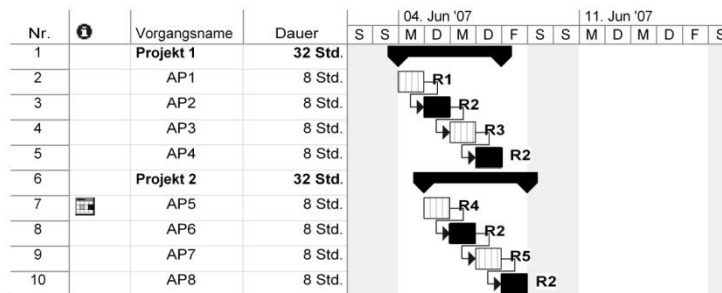 04. Jun '07 11. Jun '07
Nr. Vorgangsname Dauer S S M D M D F S S M D M D F S
1 Projekt 1 32 Std.
2 AP1 8 Std. R1
3 AP2 8 Std. R2
4 AP3 8 Std. R3
5 AP4 8 Std. R2
6 Projekt 2 32 Std.
7 AP5 8 Std. R4
8 AP6 8 Std. R2
9 AP7 8 Std. R5
10 AP8 8 Std. R2